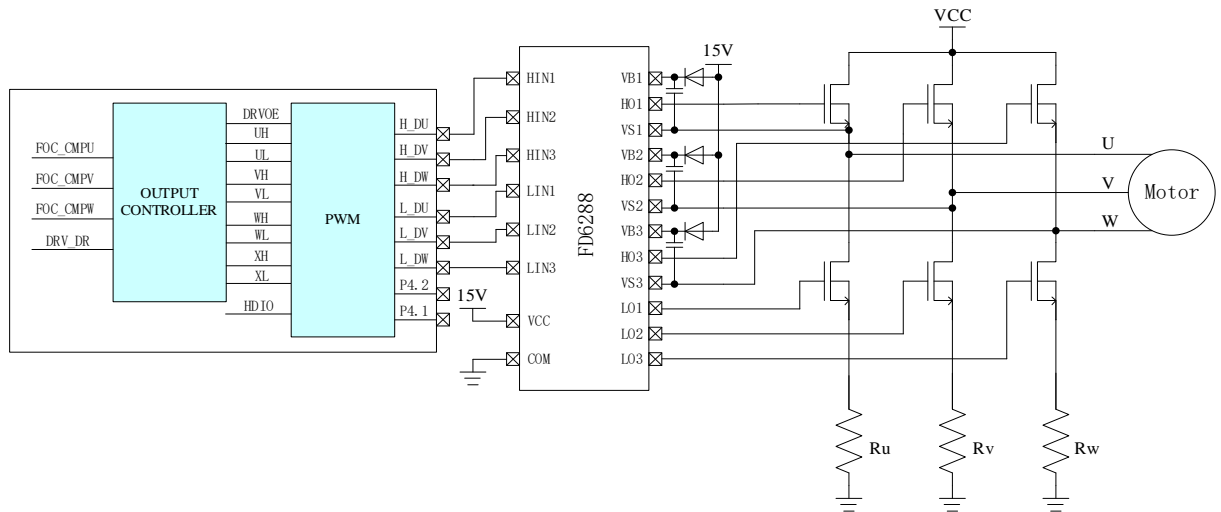 FOC_CMPU
FOC_CMPV
FOC_CMPW
DRV_DR
OUTPUT
CONTROLLER
DRVOE
UH
UL
VH
VL
WH
WL
XH
XL
HDIO
PWM
H_DU
H_DV
H_DW
L_DU
L_DV
L_DW
P4.2
P4.1
15V
HIN1
HIN2
HIN3
LIN1
LIN2
LIN3
VCC
COM
FD6288
VB1
HO1
VS1
VB2
HO2
VS2
VB3
HO3
VS3
LO1
LO2
LO3
15V
VCC
U
V
W
Motor
Ru
Rv
Rw